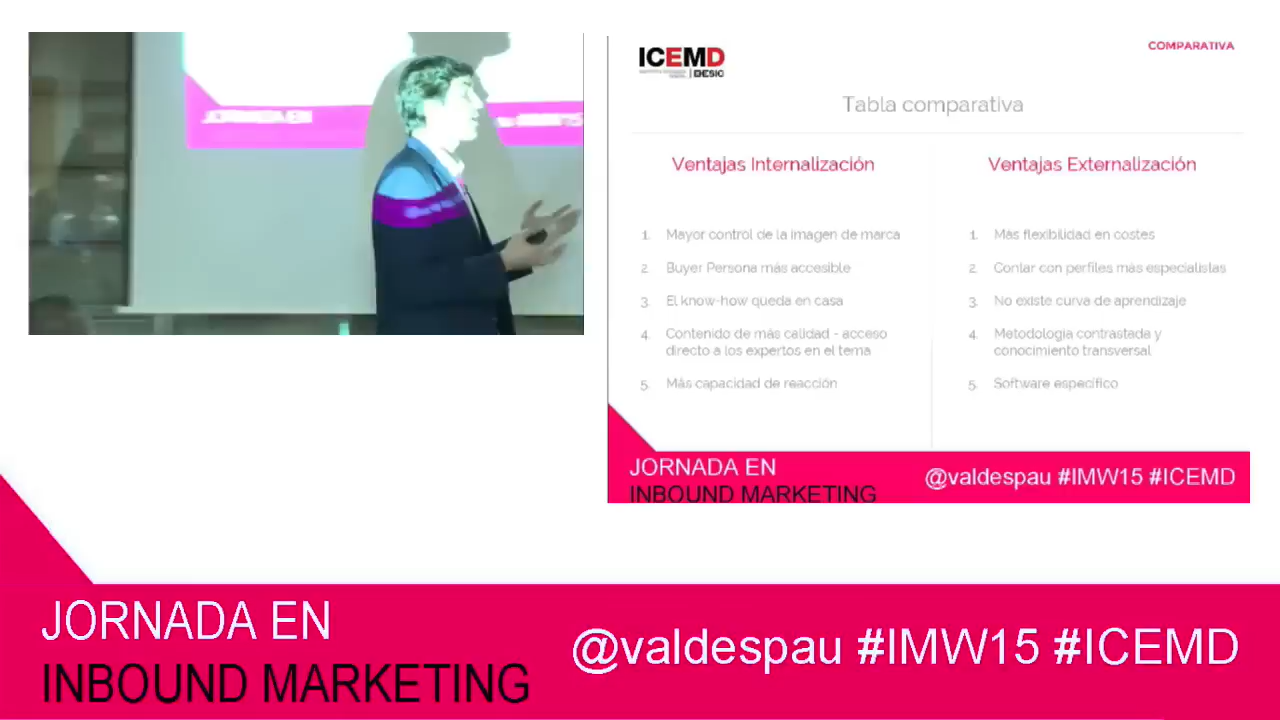 JORNADA EN
ICEMD
ESIC
COMPARATIVA
Tabla comparativa
Ventajas Internalización
1. Mayor control de la imagen de marca
2. Buyer Persona más accesible
3. El know-how queda en casa
4. Contenido de más calidad - acceso
directo a los expertos en el tema
5. Más capacidad de reacción
Ventajas Externalización
1. Más flexibilidad en costes
2. Contar con perfiles más especialistas
3. No existe curva de aprendizaje
4. Metodología contrastada y
conocimiento transversal
5. Software específico
JORNADA EN
INBOUND MARKETING
@valdespau #IMW15 #ICEMD
JORNADA EN
INBOUND MARKETING
@valdespau #IMW15 #ICEMD